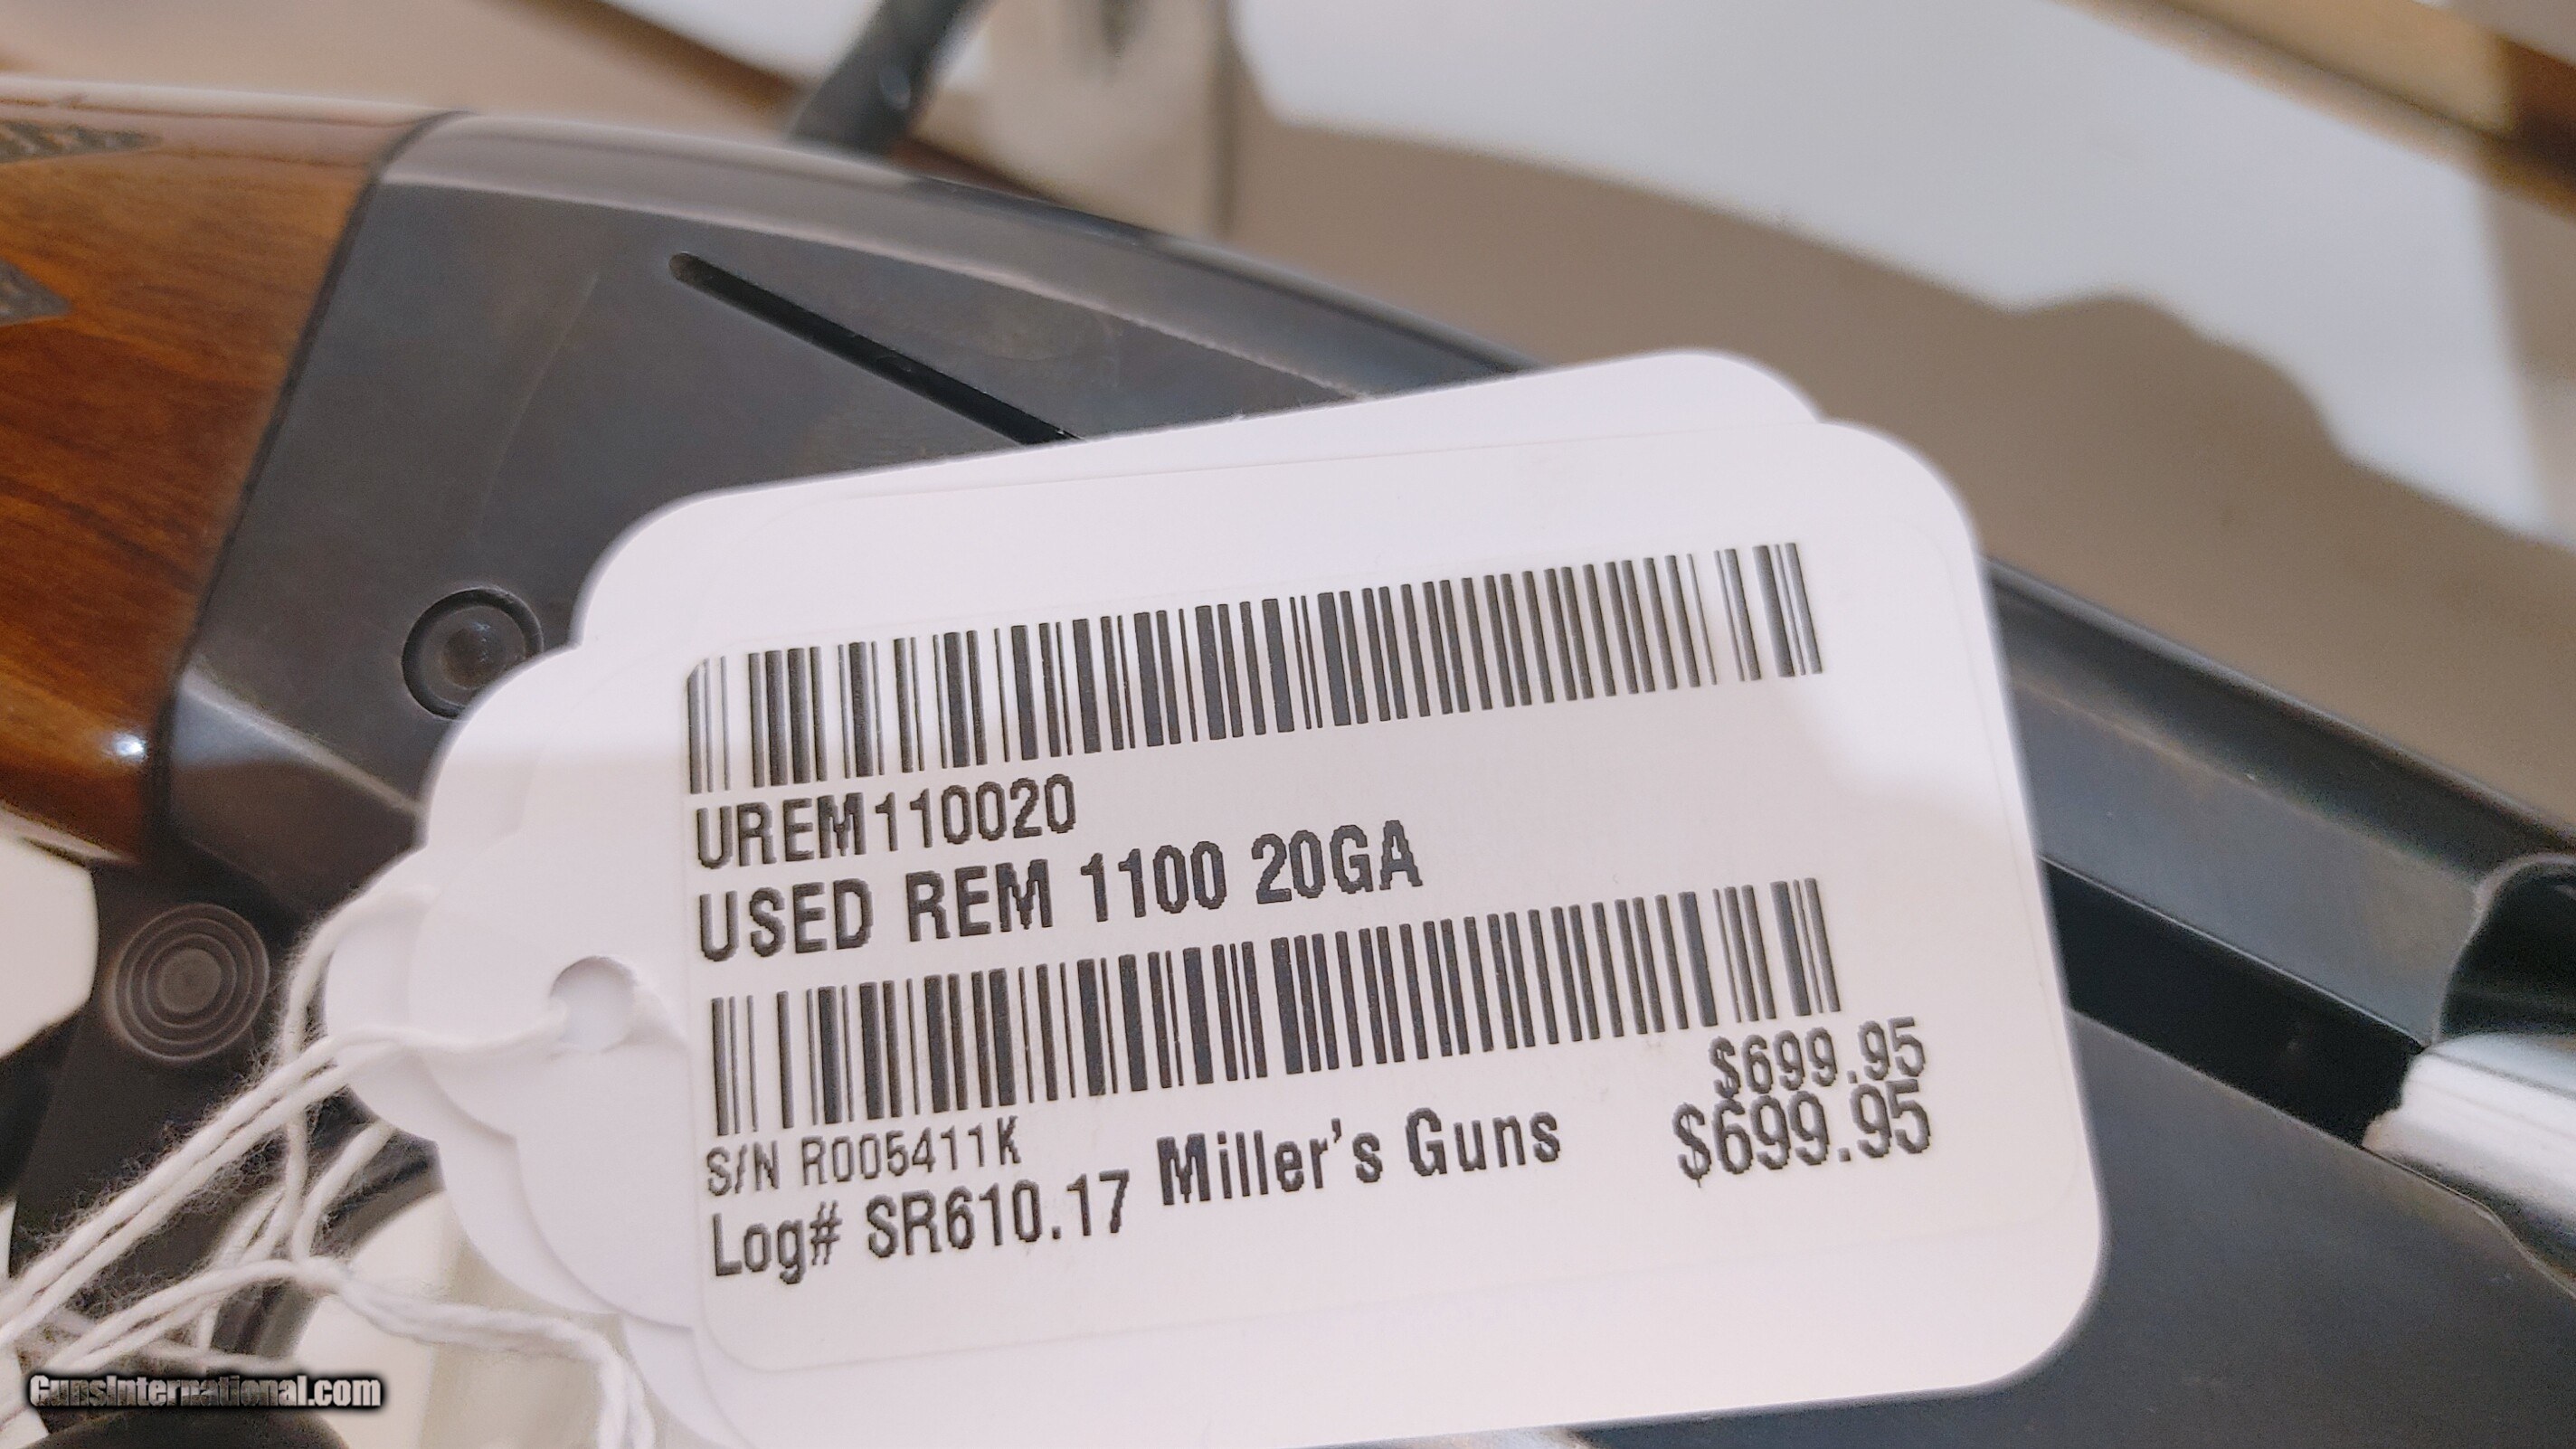 UREM110020
USED REM 1100 20GA
$699.95
S/N R005411K
Miller's Guns
$699.95
Log# SR610.17
GunsInternational.com